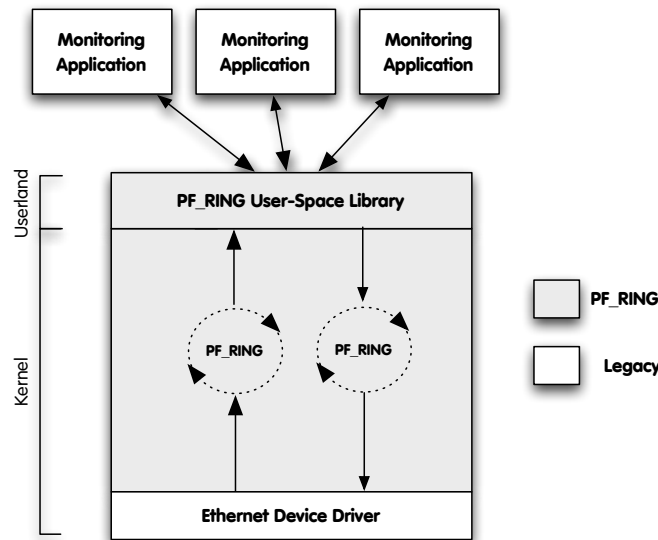 Monitoring
Application
Monitoring
Application
Monitoring
Application
Userland
PF_RING User-Space Library
Kernel
PF_RING
PF_RING
PF_RING
Legacy
Ethernet Device Driver